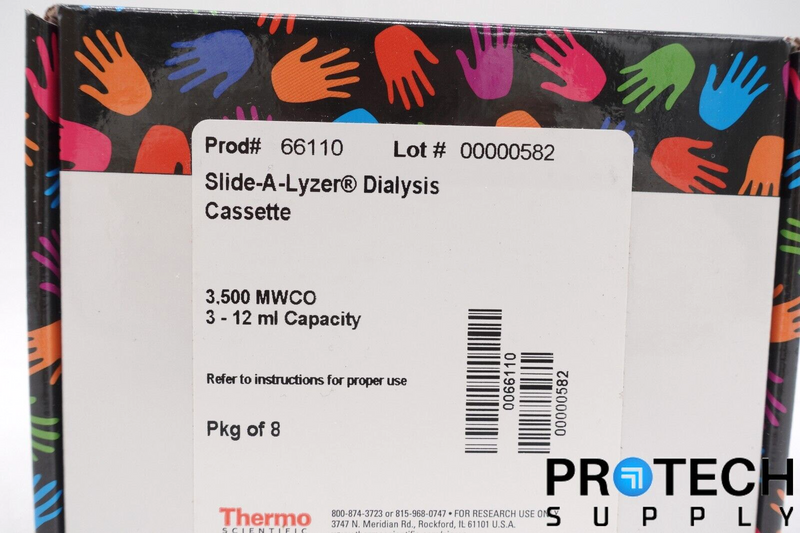 Prod# 66110 Lot # 00000582
Slide-A-Lyzer® Dialysis
Cassette
3,500 MWCO
3 - 12 ml Capacity
Refer to instructions for proper use
Pkg of 8
0066110
00000582
Thermo
SCIENTIFIC
800-874-3723 or 815-968-0747 • FOR RESEARCH USE
3747 N. Meridian Rd., Rockford, IL 61101 U.S.A.
PROTECH
SUPPLY